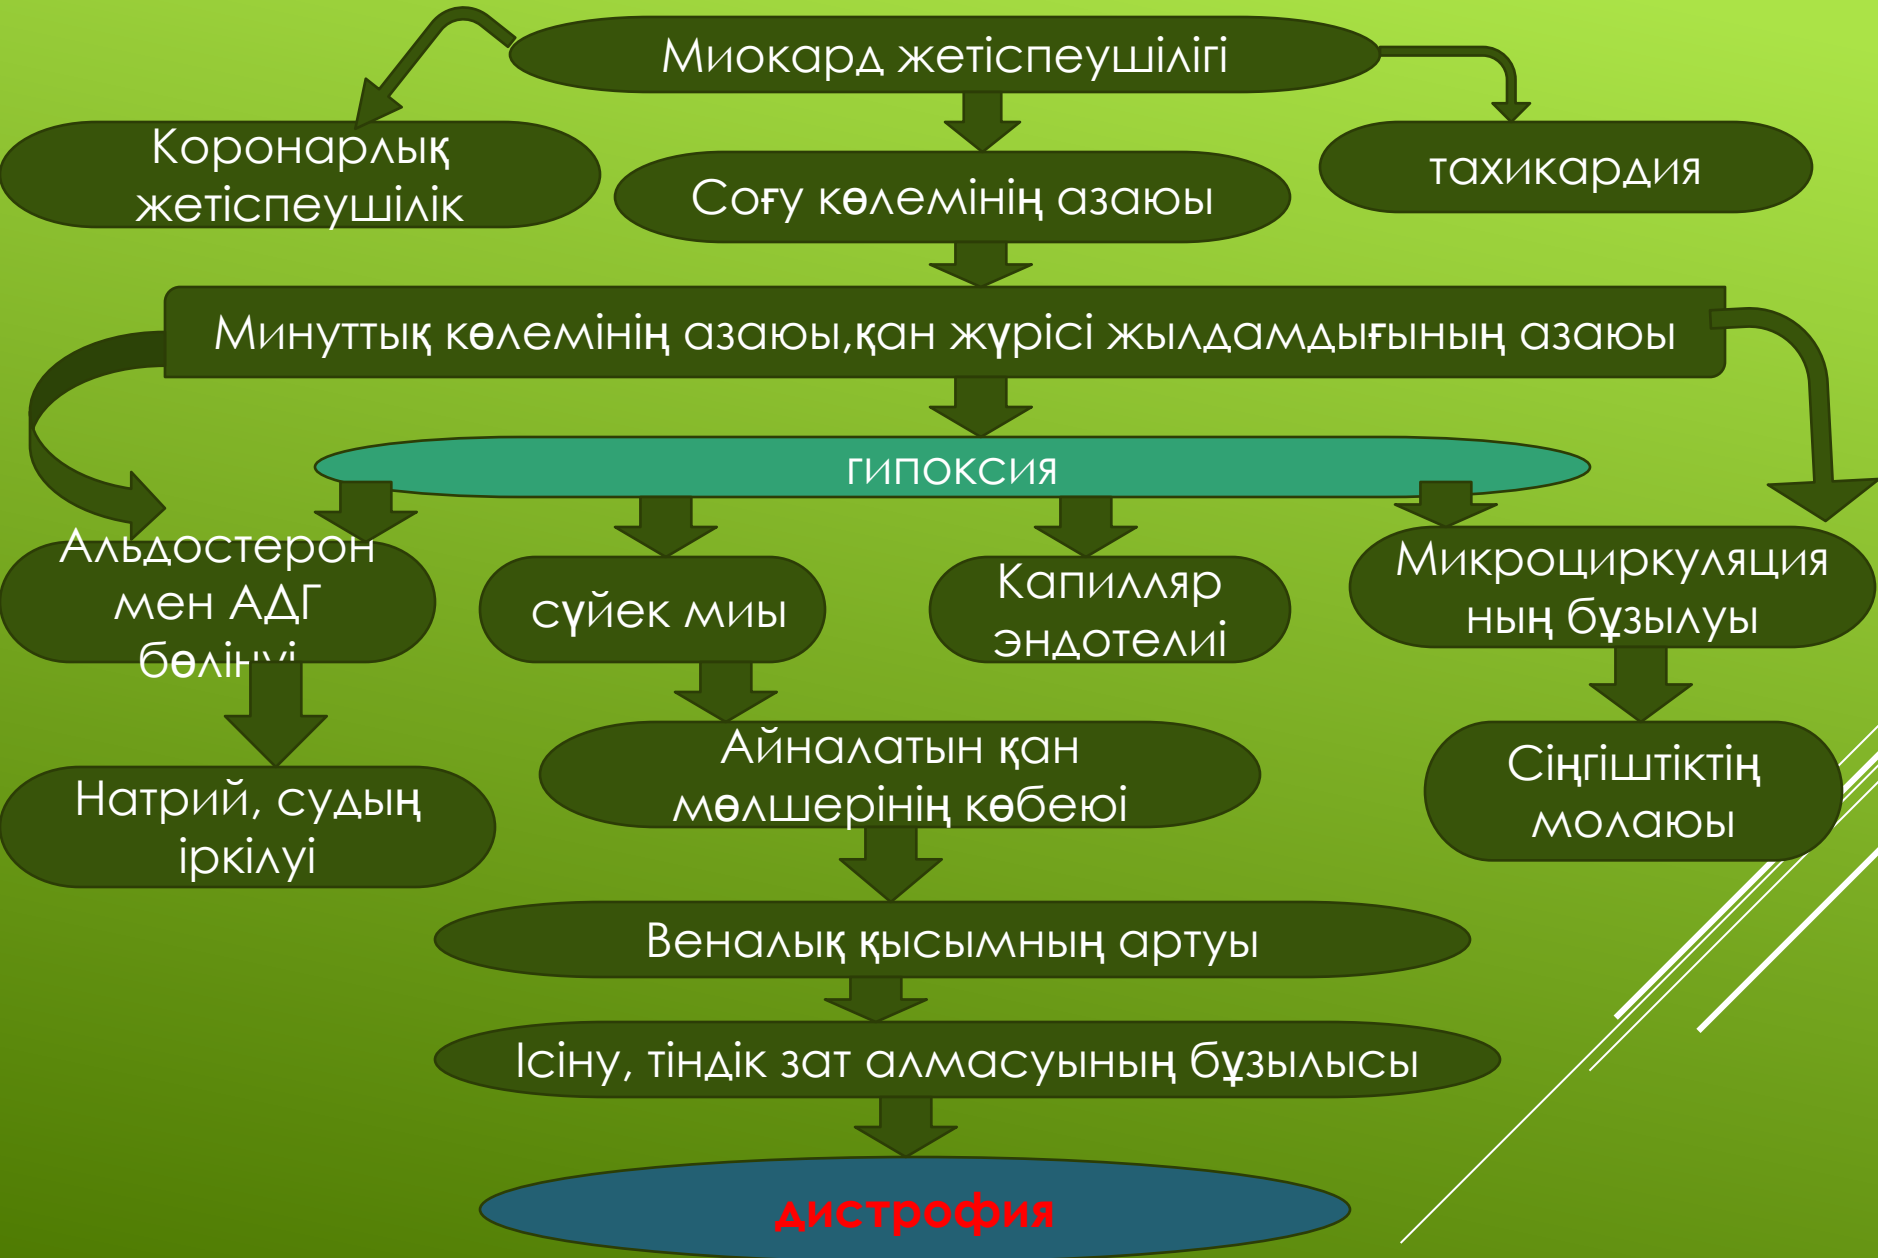 Миокард жетіспеушілігі
Коронарлық
жетіспеушілік
Соғу көлемінің азаюы
тахикардия
Минуттық көлемінің азаюы,қан жүрісі жылдамдығының азаюы
гипоксия
Альдостерон
мен АДГ
бөлінуі
сүйек миы
Капилляр
эндотелиі
Микроциркуляция
ның бұзылуы
Натрий, судың
іркілуі
Айналатын қан
мөлшерінің көбеюі
Сіңгіштіктің
молаюы
Веналық қысымның артуы
Ісіну, тіндік зат алмасуының бұзылысы
дистрофия